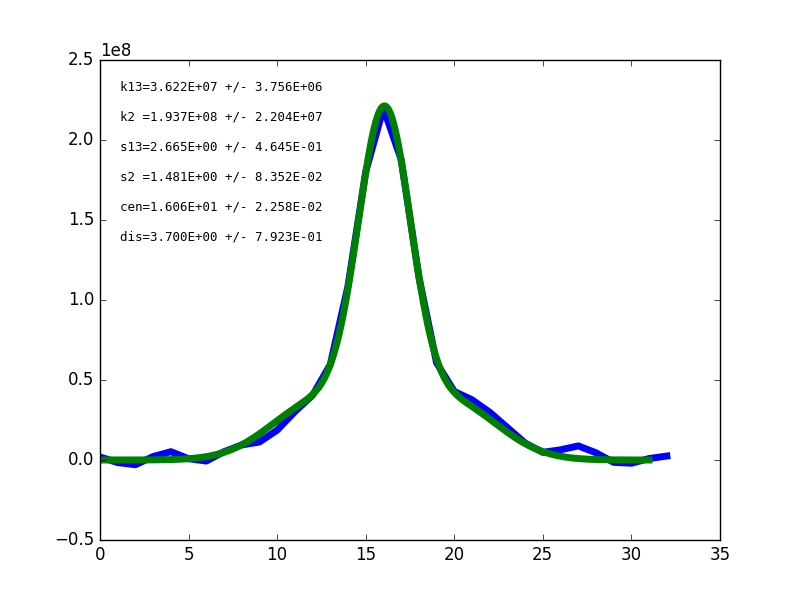 1e8
2.5
2.0
1.5
1.0
0.5
0.0
−0.5
k13=3.622E+07 +/- 3.756E+06
k2 =1.937E+08 +/- 2.204E+07
s13=2.665E+00 +/- 4.645E-01
s2 =1.481E+00 +/- 8.352E-02
cen=1.606E+01 +/- 2.258E-02
dis=3.700E+00 +/- 7.923E-01
0 5 10 15 20 25 30 35